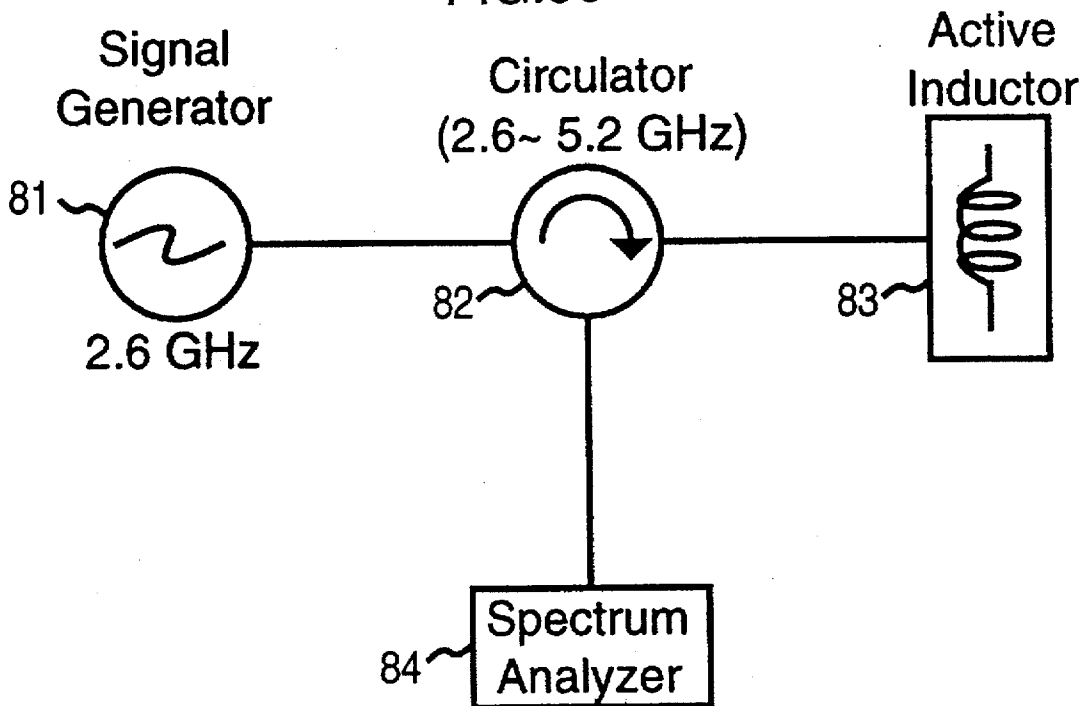 Signal
Generator
Circulator
(2.6~ 5.2 GHz)
Active
Inductor
81
82
83
2.6 GHz
84
Spectrum
Analyzer